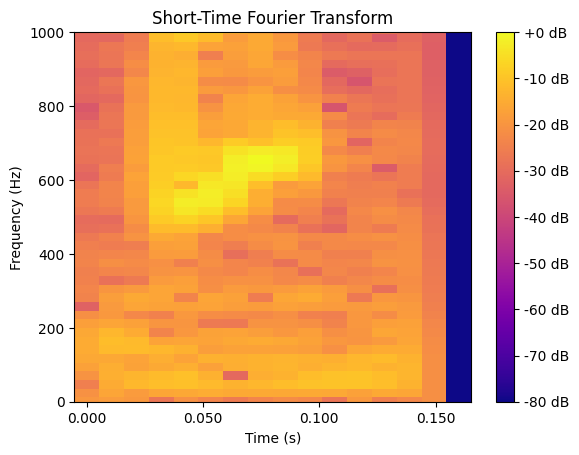 Short-Time Fourier Transform
1000
800
600
400
200
0
Frequency (Hz)
0.000
0.050
0.100
0.150
Time (s)
+0 dB
-10 dB
-20 dB
-30 dB
-40 dB
-50 dB
-60 dB
-70 dB
-80 dB